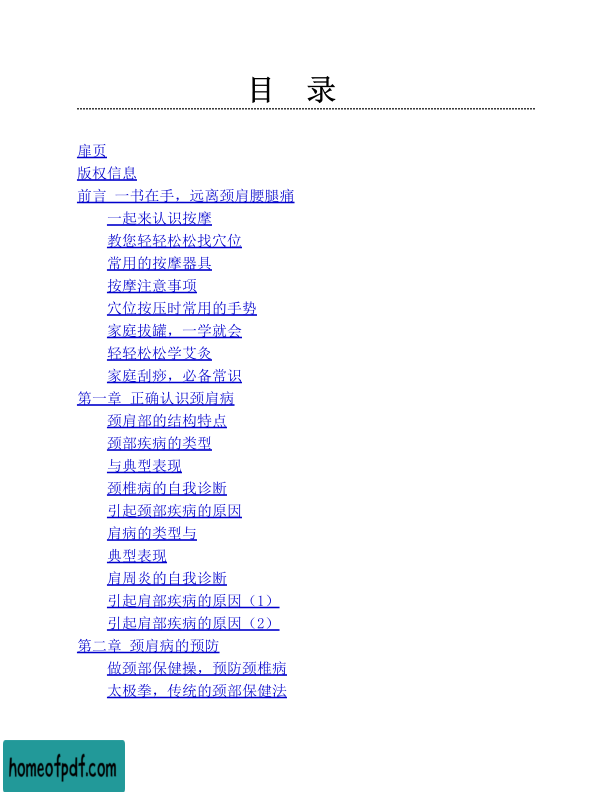 目 录
扉页
版权信息
前言 一书在手，远离颈肩腰腿痛
一起来认识按摩
教您轻轻松松找穴位
常用的按摩器具
按摩注意事项
穴位按压时常用的手势
家庭拔罐，一学就会
轻轻松松学艾灸
家庭刮痧，必备常识
第一章 正确认识颈肩病
颈肩部的结构特点
颈部疾病的类型
与典型表现
颈椎病的自我诊断
引起颈部疾病的原因
肩病的类型与
典型表现
肩周炎的自我诊断
引起肩部疾病的原因（1）
引起肩部疾病的原因（2）
第二章 颈肩病的预防
做颈部保健操，预防颈椎病
太极拳，传统的颈部保健法
homeofpdf.com